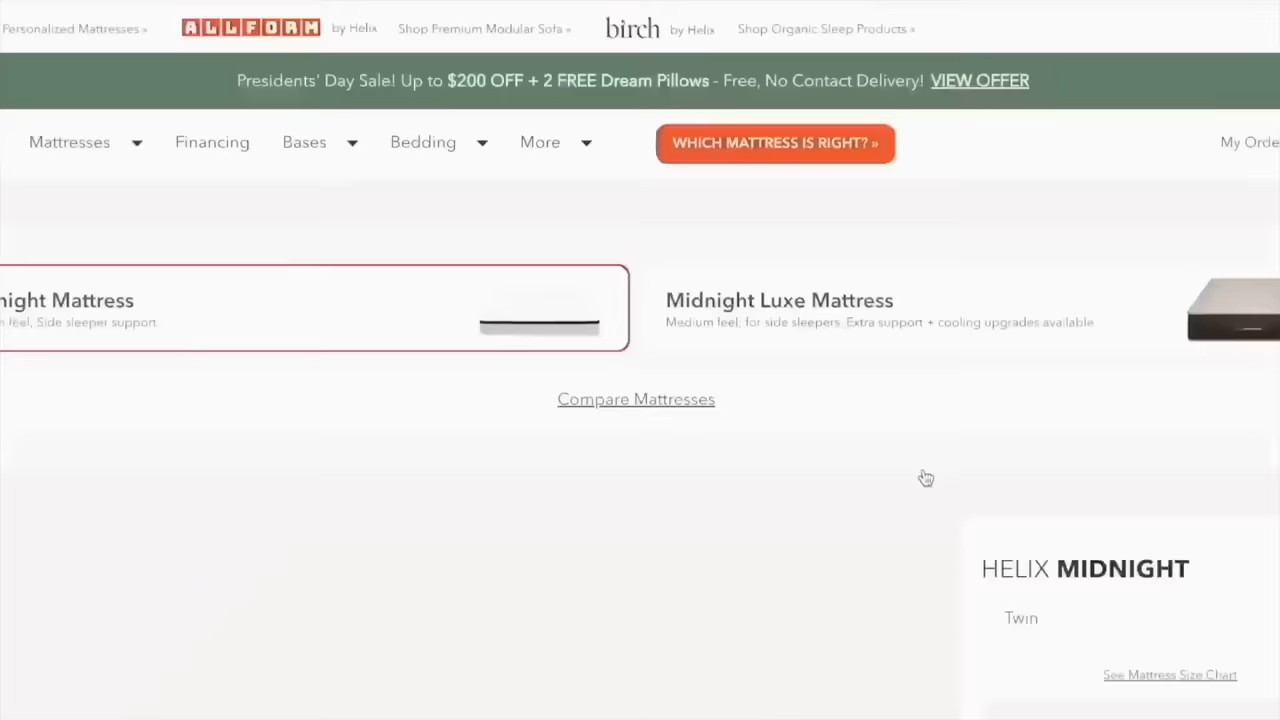 Personalized Mattresses » ALLFORM by Helix Shop Premium Modular Sofa » birch by Helix Shop Organic Sleep Products »
Presidents' Day Sale! Up to $200 OFF + 2 FREE Dream Pillows - Free, No Contact Delivery! VIEW OFFER
Mattresses Financing Bases Bedding More WHICH MATTRESS IS RIGHT? » My Orde
night Mattress
feel, Side sleeper support
Midnight Luxe Mattress
Medium feel, for side sleepers. Extra support + cooling upgrades available
Compare Mattresses
HELIX MIDNIGHT
Twin
See Mattress Size Chart